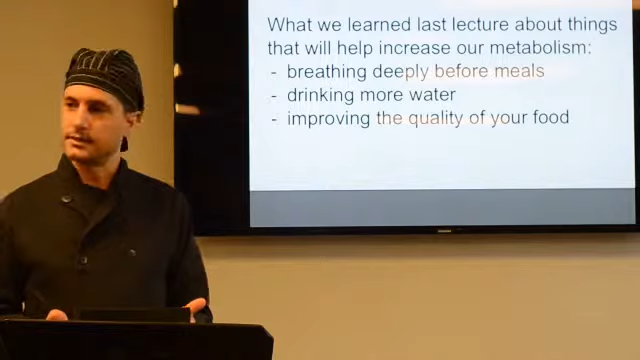 What we learned last lecture about things
that will help increase our metabolism:
- breathing deeply before meals
- drinking more water
- improving the quality of your food